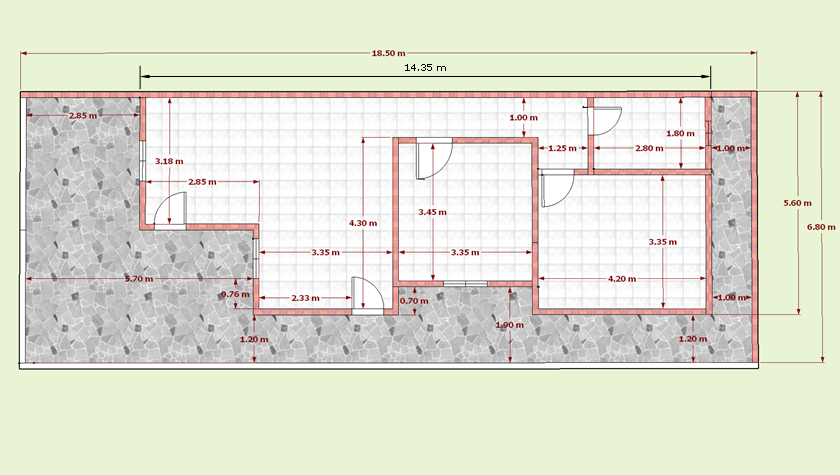 18.50 m
14.35 m
2.85 m
1.00 m
1.80 m
1.25 m
2.80 m
1.00 m
3.18 m
2.85 m
5.60 m
3.45 m
4.30 m
6.80 m
3.35 m
3.35 m
3.35 m
5.70 m
4.20 m
0.76 m
2.33 m
0.70 m
1.00 m
1.90 m
1.20 m
1.20 m